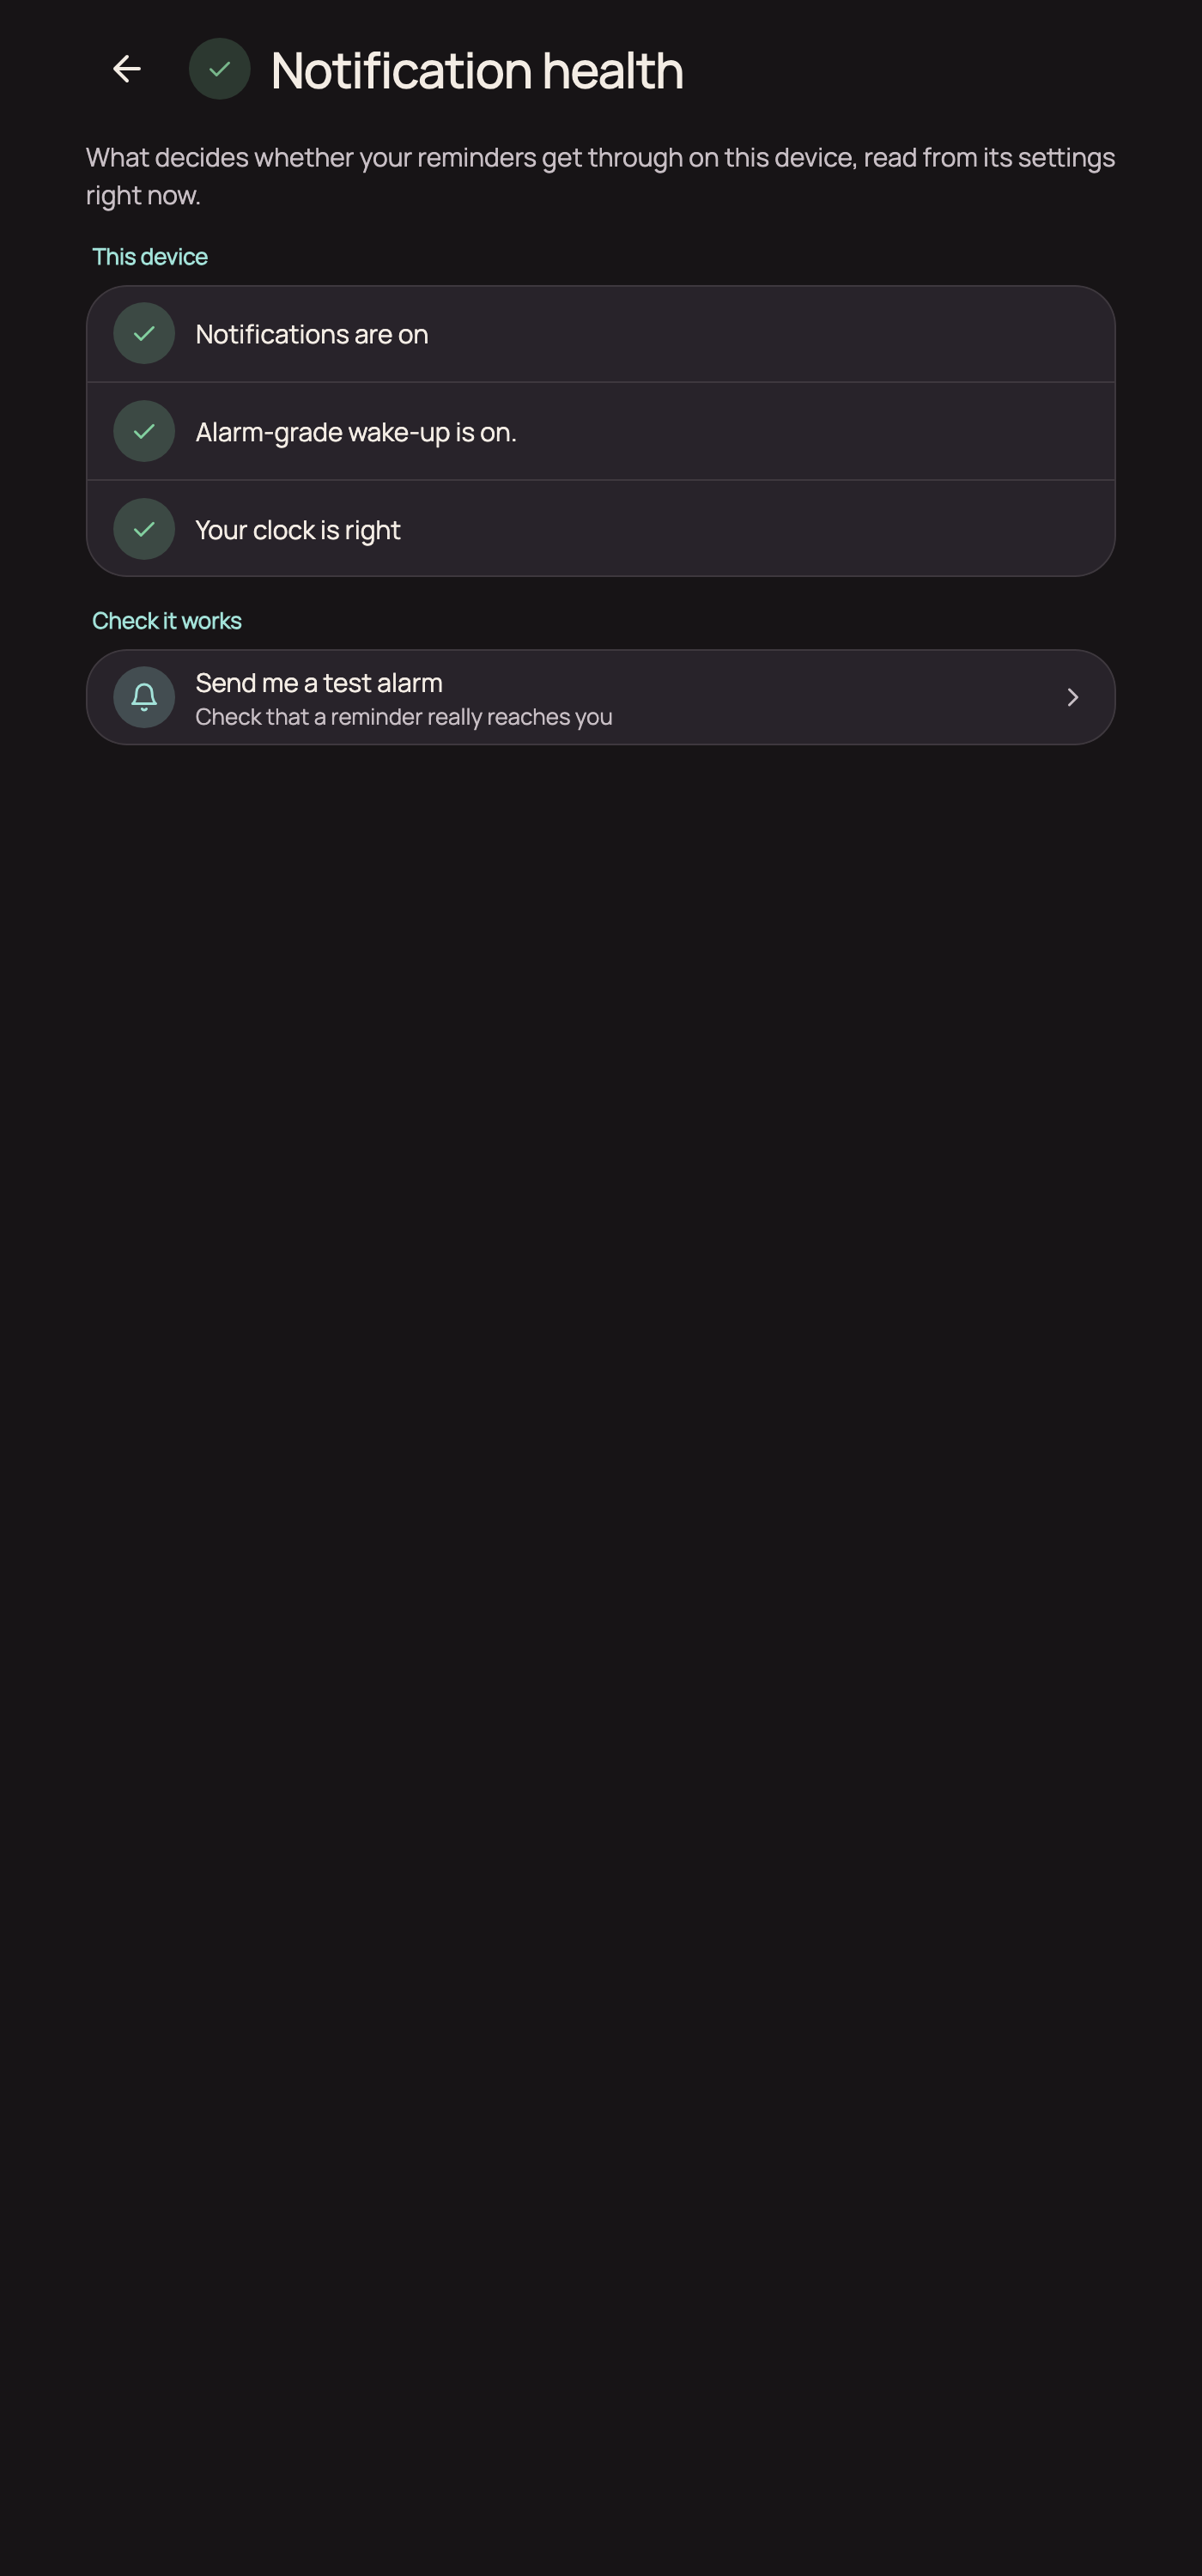 Notification health
What decides whether your reminders get through on this device, read from its settings
right now.
This device
Notifications are on
Alarm-grade wake-up is on.
Your clock is right
Check it works
Send me a test alarm
Check that a reminder really reaches you